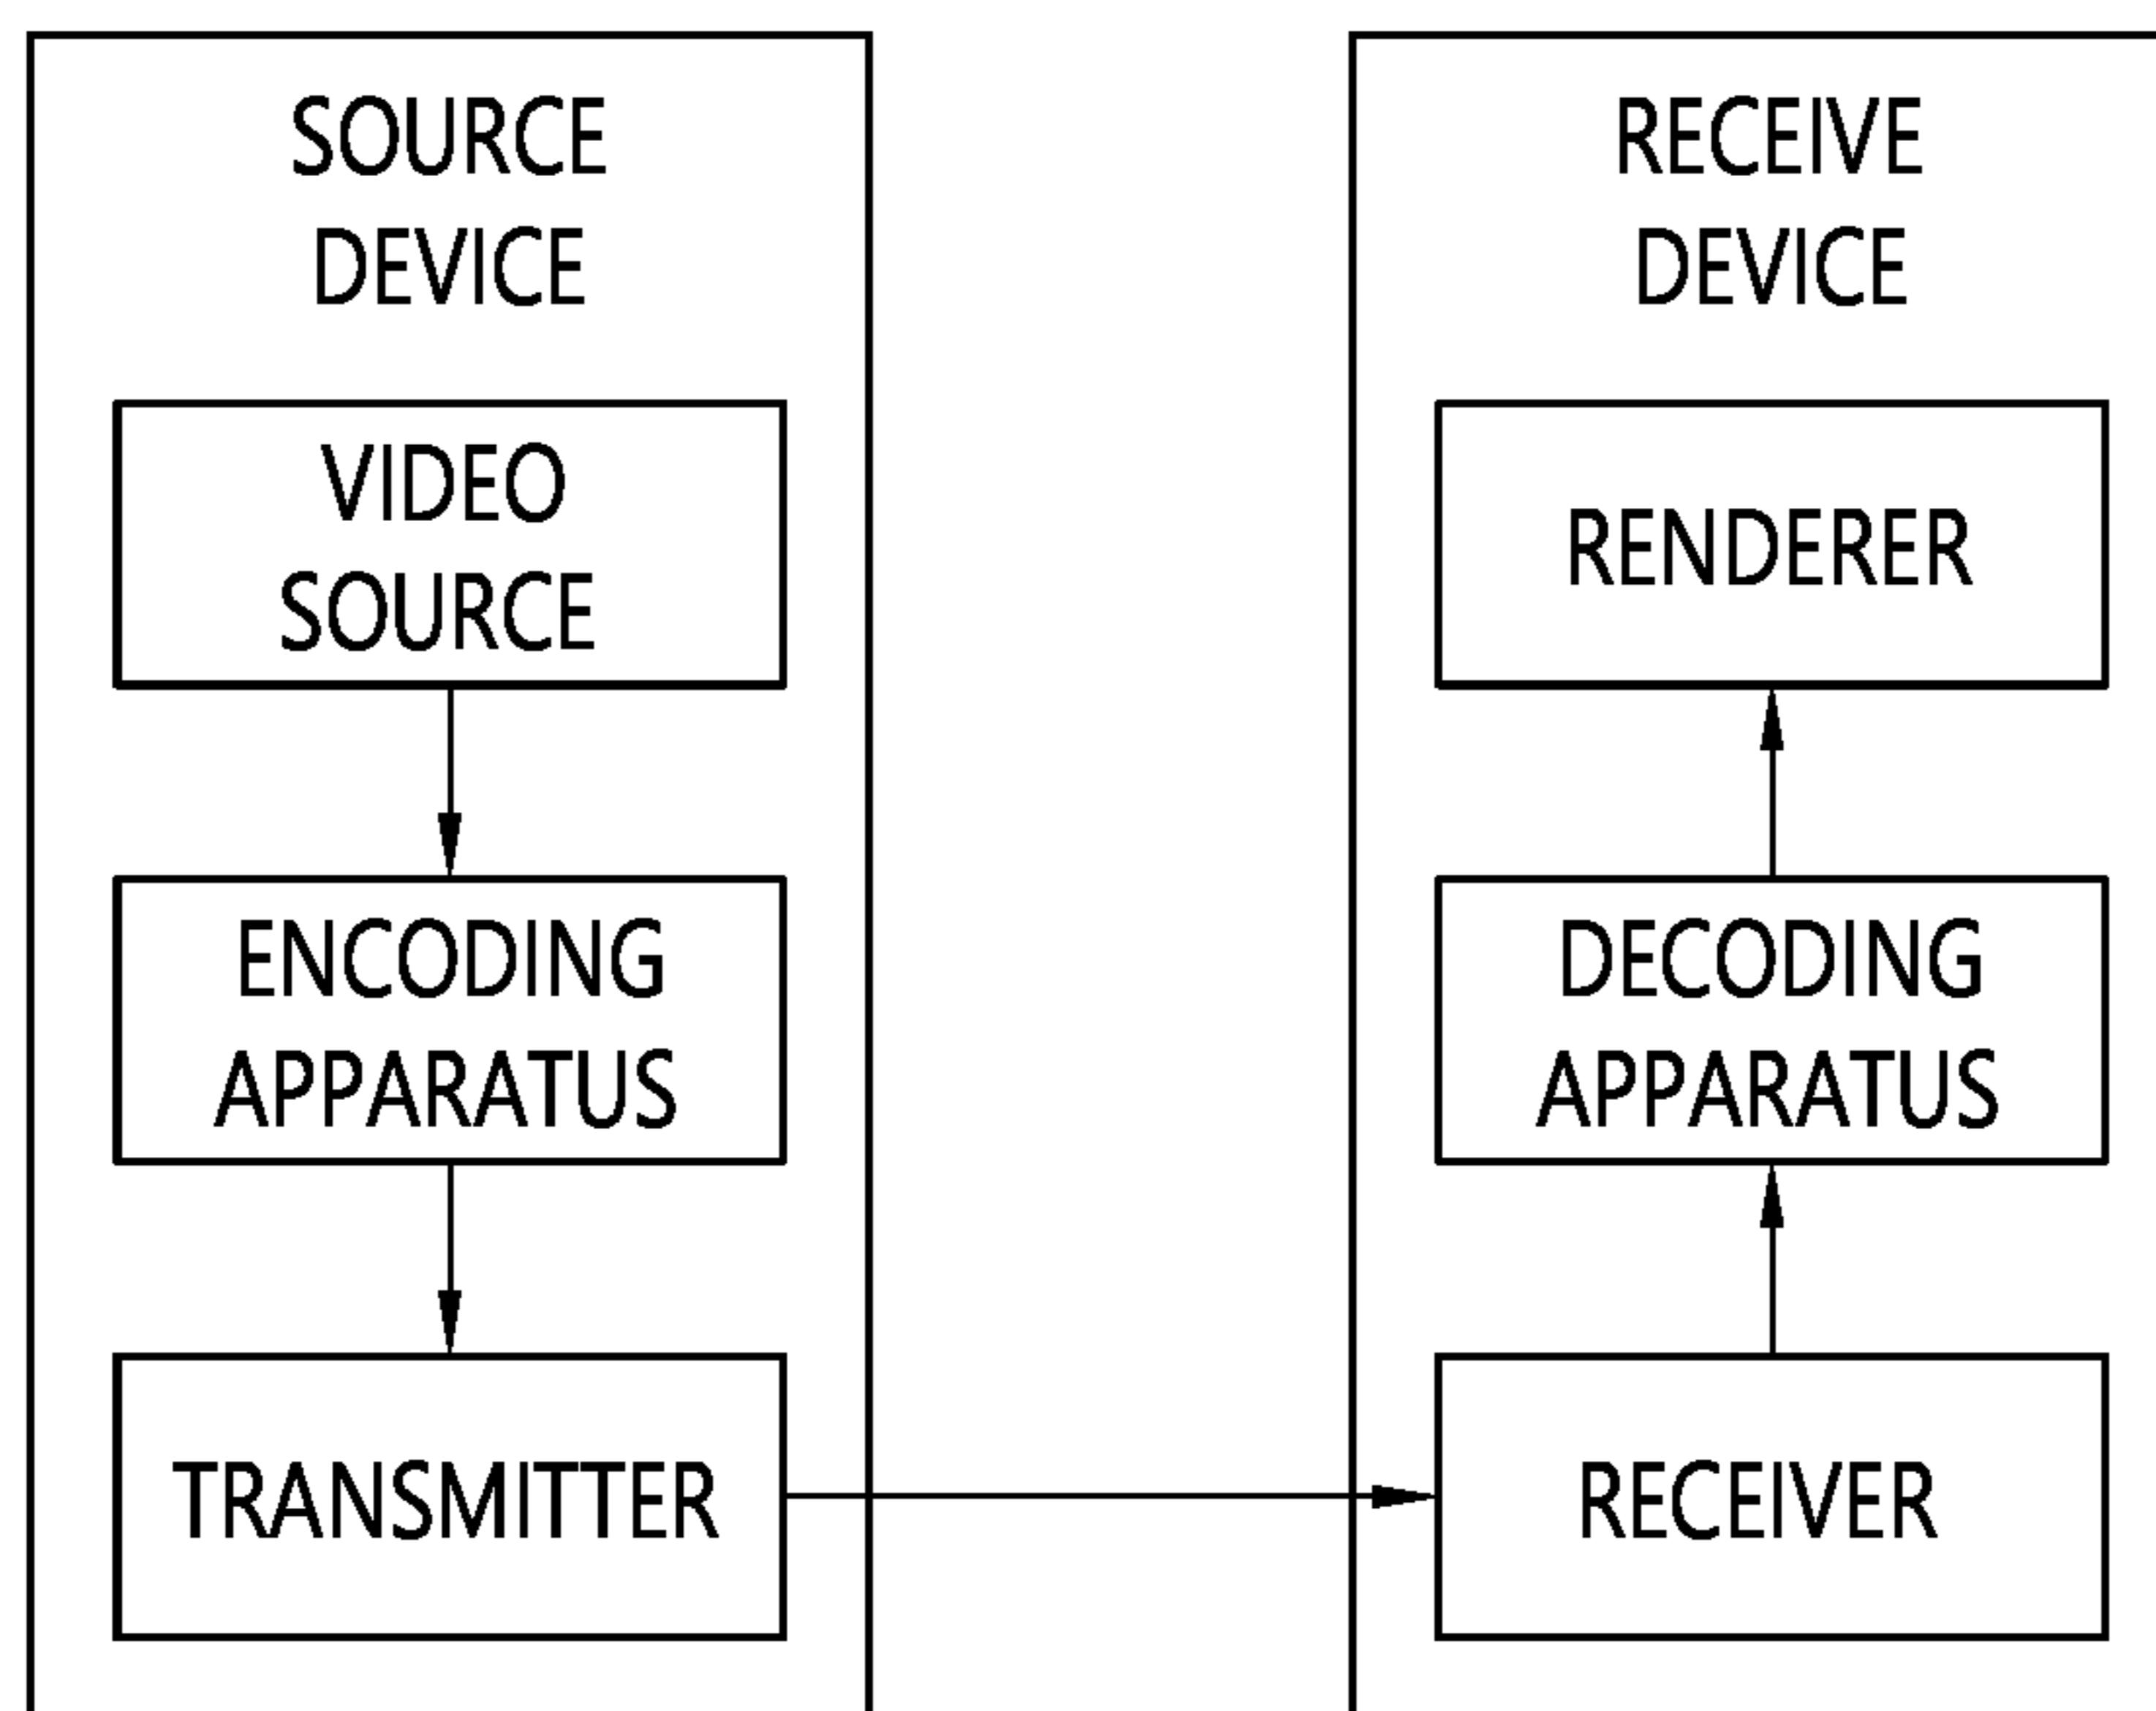 SOURCE
DEVICE
VIDEO
SOURCE
ENCODING
APPARATUS
TRANSMITTER
RECEIVE
DEVICE
RENDERER
DECODING
APPARATUS
RECEIVER